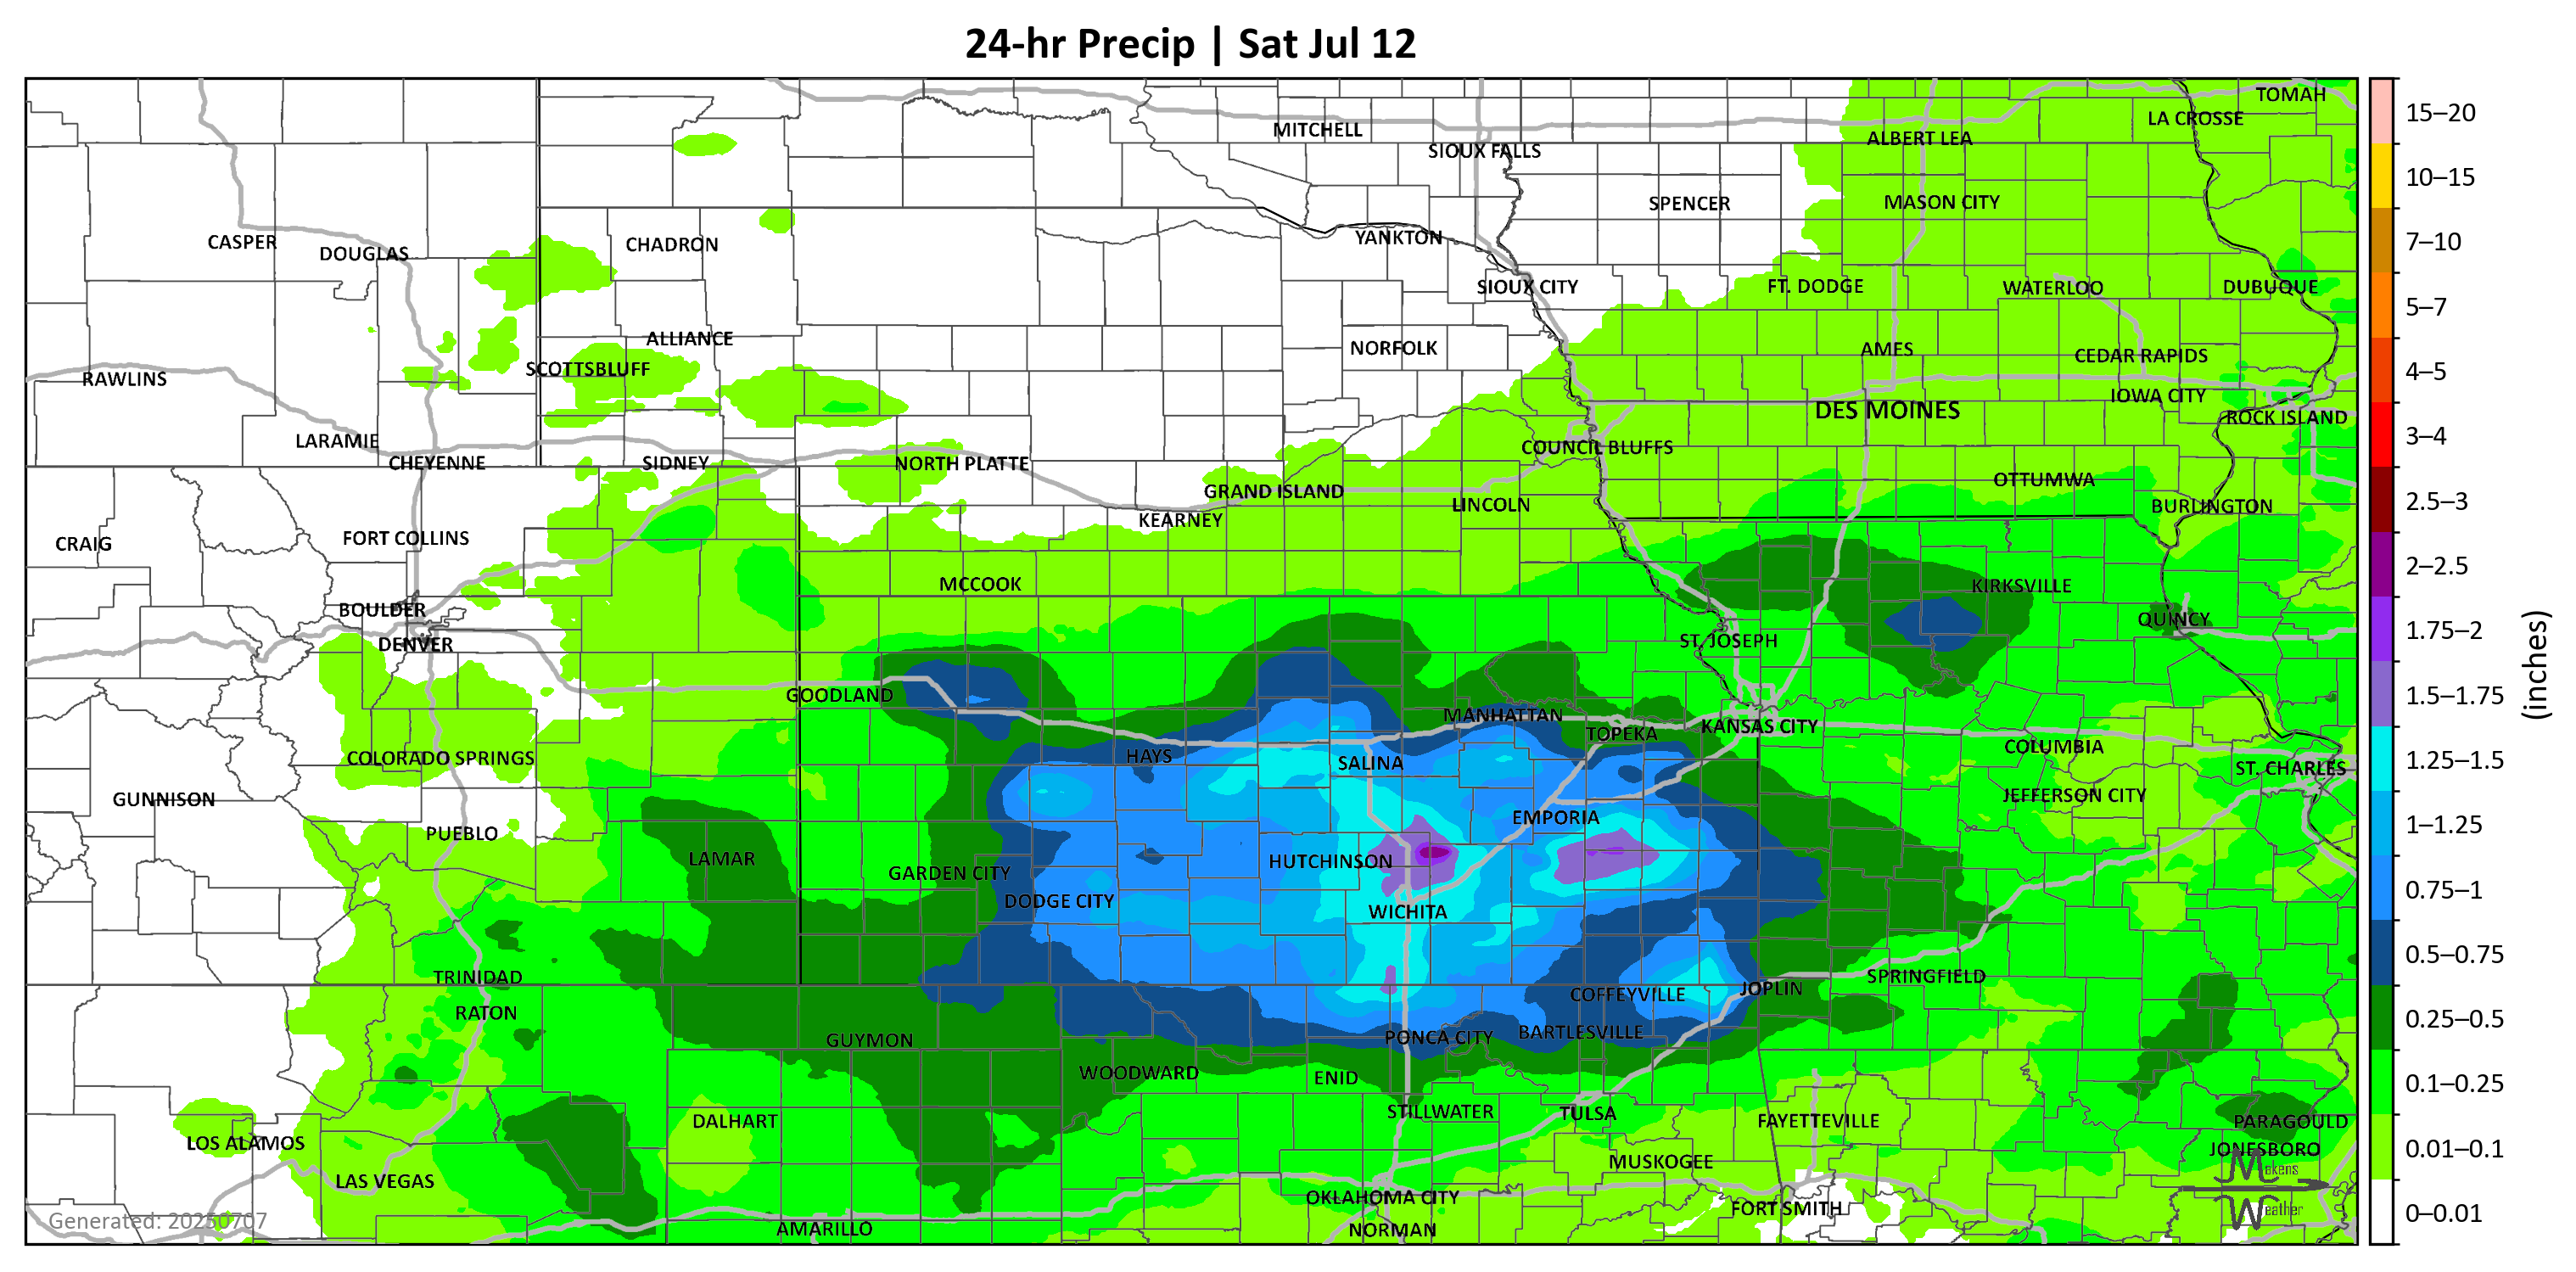 24-hr Precip | Sat Jul 12
TOMAH
LA CROSSE
MITCHELL
ALBERT LEA
SIOUX FALLS
SPENCER
MASON CITY
YANKTON
CASPER
CHADRON
DOUGLAS
SIOUX CITY
FT. DODGE
WATERLOO
DUBUQUE
ALLIANCE
NORFOLK
AMES
CEDAR RAPIDS
SCOTTSBLUFF
RAWLINS
IOWA CITY
DES MOINES
ROCK ISLAND
LARAMIE
COUNCIL BLUFFS
CHEYENNE
SIDNEY
NORTH PLATTE
OTTUMWA
GRAND ISLAND
LINCOLN
BURLINGTON
KEARNEY
CRAIG
FORT COLLINS
MCCOOK
KIRKSVILLE
BOULDER
QUINCY
DENVER
ST. JOSEPH
GOODLAND
MANHATTAN
KANSAS CITY
TOPEKA
COLUMBIA
COLORADO SPRINGS
HAYS
SALINA
ST. CHARLES
GUNNISON
JEFFERSON CITY
EMPORIA
PUEBLO
LAMAR
HUTCHINSON
GARDEN CITY
DODGE CITY
WICHITA
TRINIDAD
SPRINGFIELD
COFFEYVILLE
JOPLIN
RATON
GUYMON
PONCA CITY
BARTLESVILLE
WOODWARD
ENID
STILLWATER
TULSA
DALHART
FAYETTEVILLE
PARAGOULD
LOS ALAMOS
JONESBORO
MUSKOGEE
LAS VEGAS
OKLAHOMA CITY
FORT SMITH
AMARILLO
NORMAN
Generated: 20250707
Mckens
Weather
15–20
10–15
7–10
5–7
4–5
3–4
2.5–3
2–2.5
1.75–2
1.5–1.75
1.25–1.5
1–1.25
0.75–1
0.5–0.75
0.25–0.5
0.1–0.25
0.01–0.1
0–0.01
(inches)